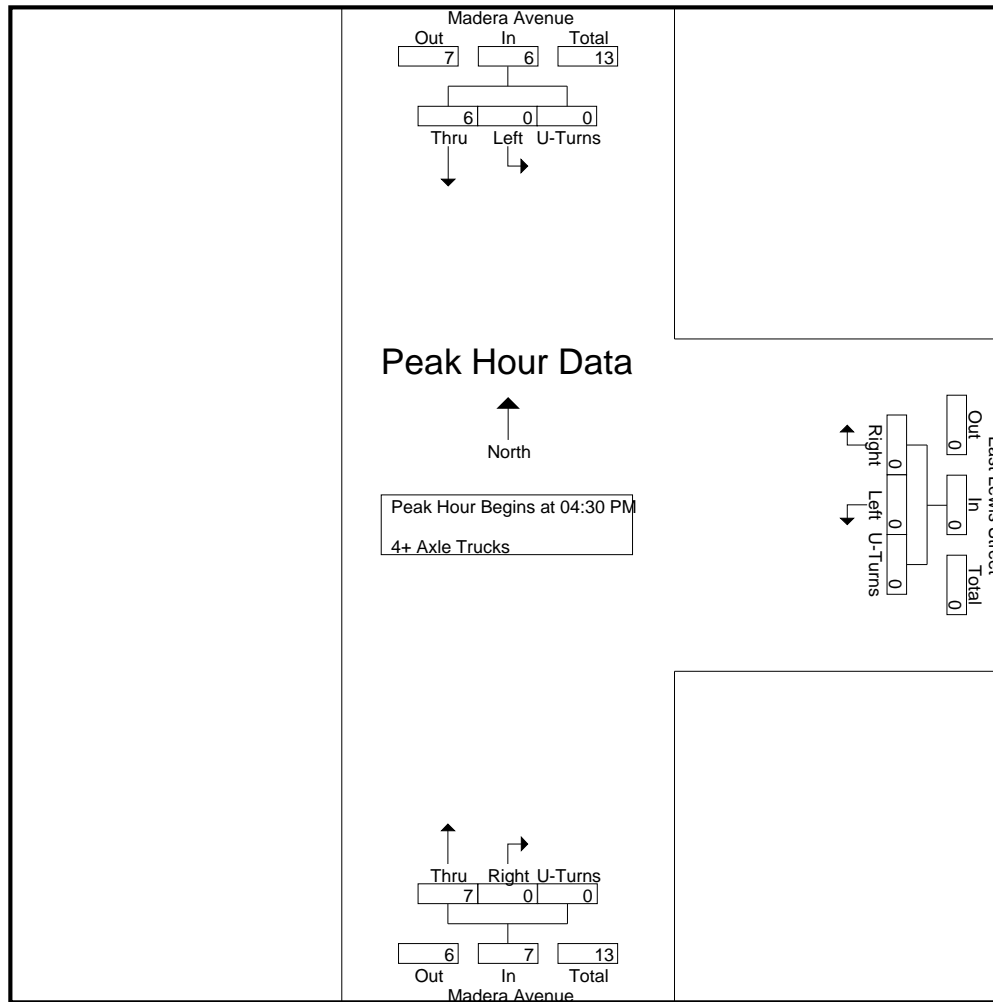 Madera Avenue
Out In Total
7 6 13
6 0 0
Thru Left U-Turns
Peak Hour Data
North
Peak Hour Begins at 04:30 PM
4+ Axle Trucks
Street
Out In Total
0 0 0
0 0 0
Right Left U-Turns
Thru Right U-Turns
7 0 0
6 7 13
Out In Total
Madera Avenue